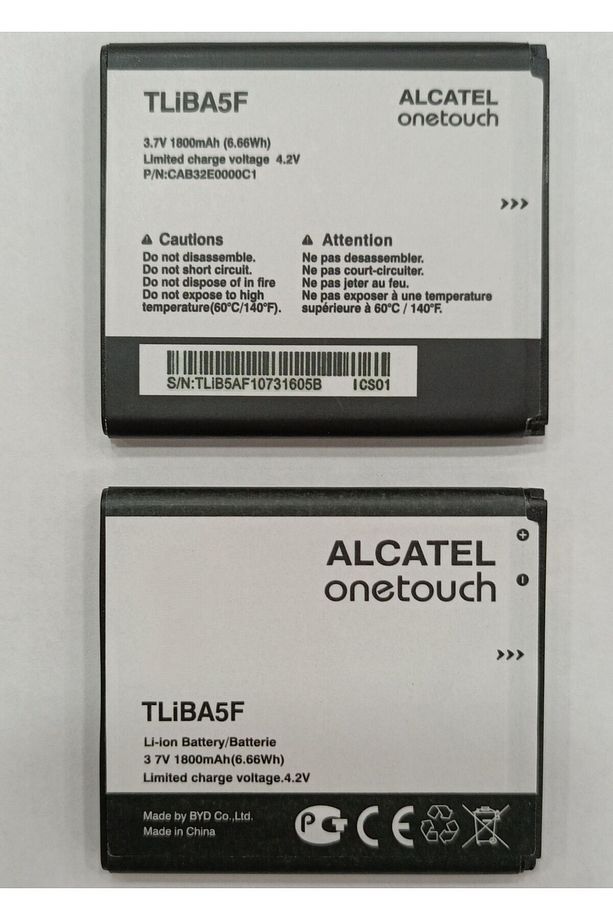 TLiBA5F
ALCATEL
onetouch
3.7V 1800mAh (6.66Wh)
Limited charge voltage 4.2V
P/N:CAB32E0000C1
Cautions
Do not disassemble.
Do not short circuit.
Do not dispose of in fire
Do not expose to high
temperature(60°C/140°F).
Attention
Ne pas desassembler.
Ne pas court-circuiter.
Ne pas jeter au feu.
Ne pas exposer à une temperature
supérieure à 60°C / 140°F.
S/N:TLiB5AF10731605B ICS01
ALCATEL
onetouch
TLiBA5F
Li-ion Battery/Batterie
3 7V 1800mAh(6.66Wh)
Limited charge voltage.4.2V
Made by BYD Co.,Ltd.
Made in China